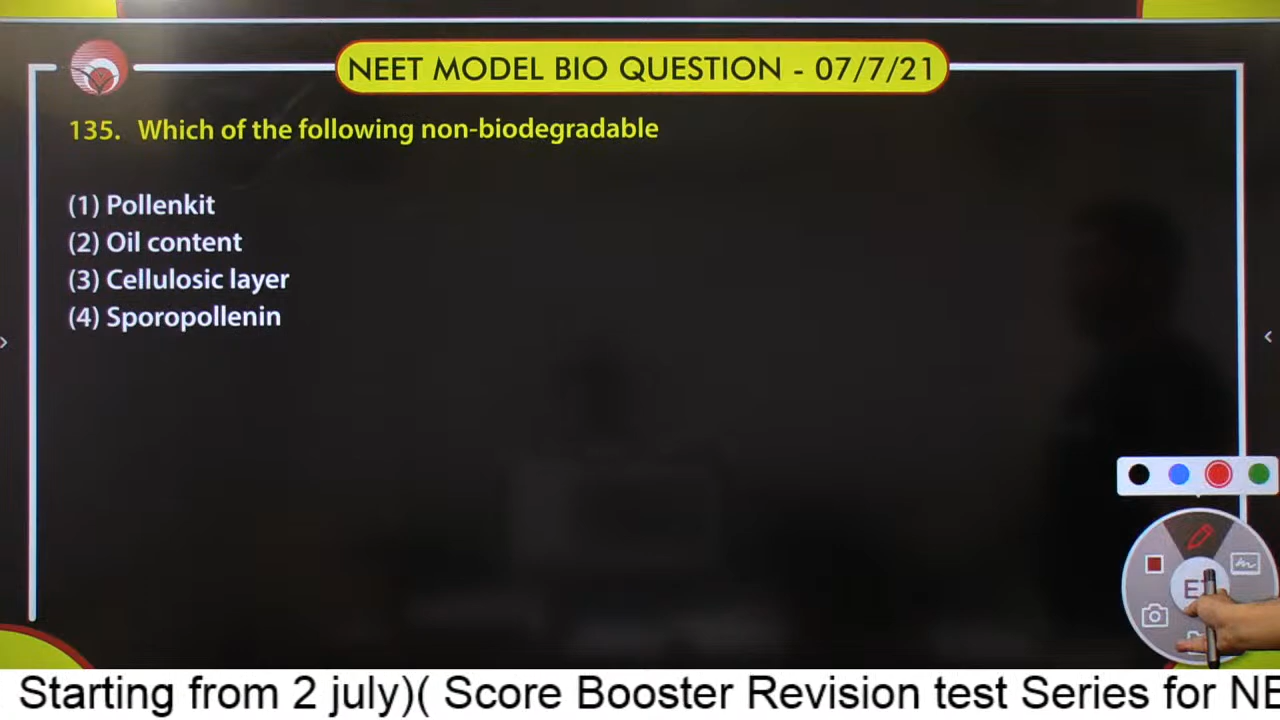 NEET MODEL BIO QUESTION - 07/7/21
135. Which of the following non-biodegradable
(1) Pollenkit
(2) Oil content
(3) Cellulosic layer
(4) Sporopollenin
Starting from 2 july)( Score Booster Revision test Series for NE